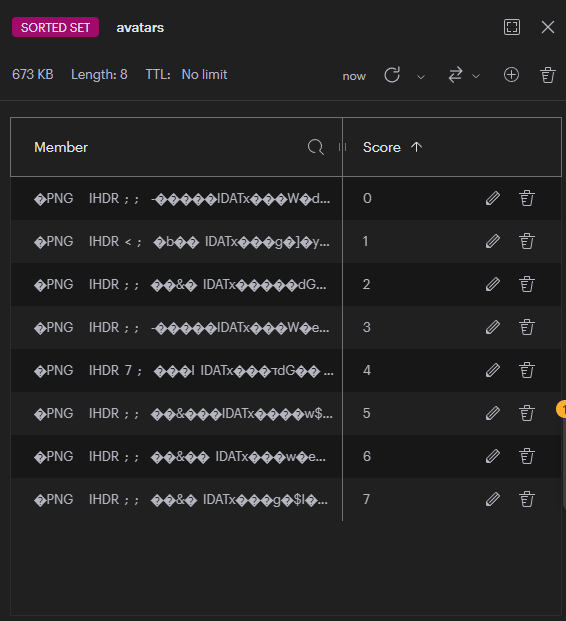 SORTED SET avatars
673 KB Length: 8 TTL: No limit now
Member Score
�PNG IHDR ; ; -�����IDATx���W�d... 0
�PNG IHDR < ; �b�� IDATx���g�]�y... 1
�PNG IHDR ; ; ��&� IDATx�����dG... 2
�PNG IHDR ; ; -�����IDATx���W�e... 3
�PNG IHDR 7 ; ���I IDATx���דdG�� ... 4
�PNG IHDR ; ; ��&���IDATx����w$... 5
�PNG IHDR ; ; ��&�� IDATx���w�e... 6
�PNG IHDR ; ; ��&� IDATx���g�$I�... 7